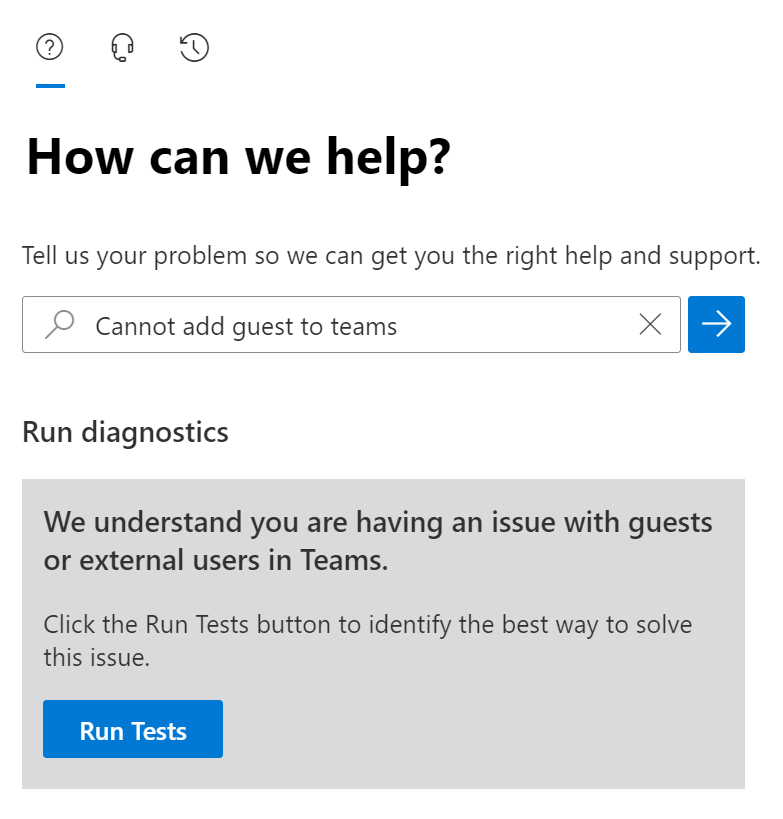 How can we help?
Tell us your problem so we can get you the right help and support.
Cannot add guest to teams
Run diagnostics
We understand you are having an issue with guests
or external users in Teams.
Click the Run Tests button to identify the best way to solve
this issue.
Run Tests